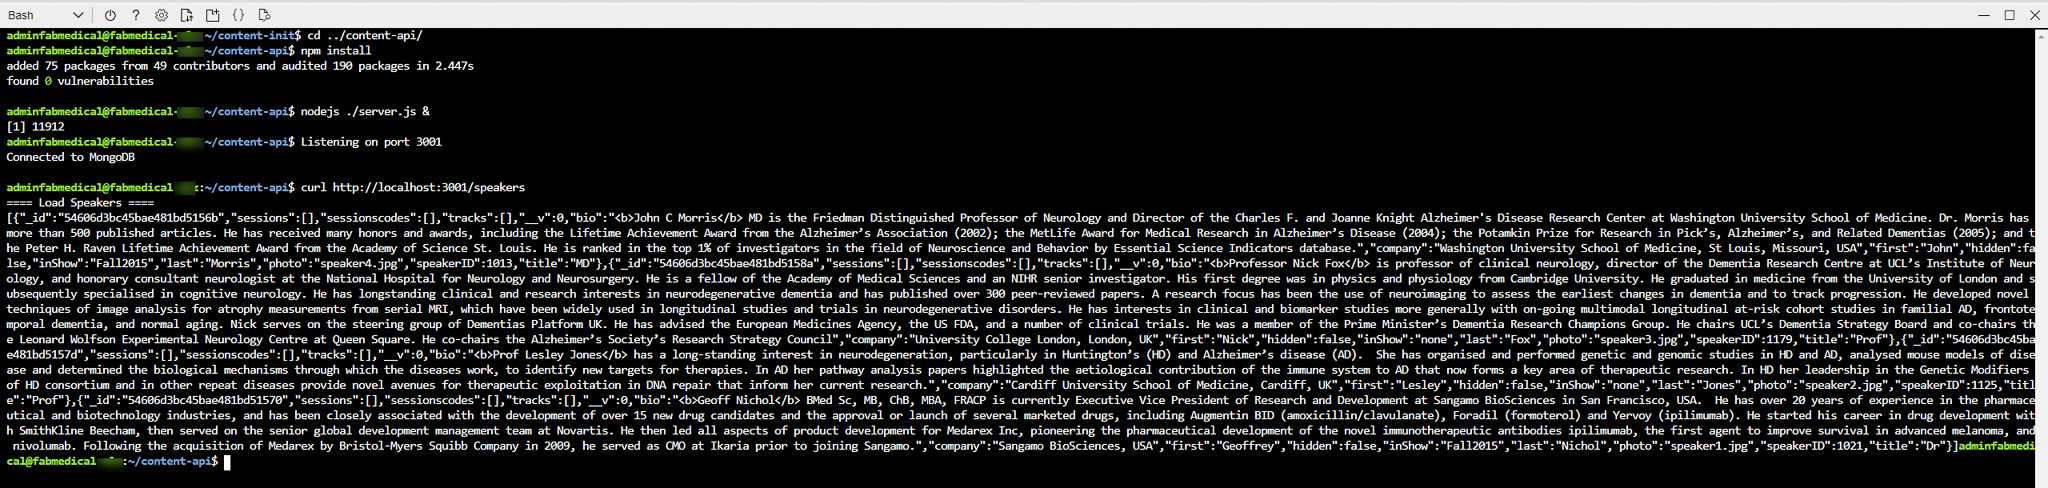 Bash
adminfabmedical@fabmedical- ~/content-init$ cd ../content-api/
adminfabmedical@fabmedical- ~/content-api$ npm install
added 75 packages from 49 contributors and audited 190 packages in 2.447s
found 0 vulnerabilities
adminfabmedical@fabmedical- ~/content-api$ nodejs ./server.js &
[1] 11912
adminfabmedical@fabmedical- ~/content-api$ Listening on port 3001
Connected to MongoDB
adminfabmedical@fabmedical :~/content-api$ curl http://localhost:3001/speakers
==== Load Speakers ====
[{"_id":"54606d3bc45bae481bd5156b","sessions":[],"sessionscodes":[],"tracks":[],"__v":0,"bio":"<b>John C Morris</b> MD is the Friedman Distinguished Professor of Neurology and Director of the Charles F. and Joanne Knight Alzheimer's Disease Research Center at Washington University School of Medicine. Dr. Morris has
more than 500 published articles. He has received many honors and awards, including the Lifetime Achievement Award from the Alzheimer’s Association (2002); the MetLife Award for Medical Research in Alzheimer’s Disease (2004); the Potamkin Prize for Research in Pick’s, Alzheimer’s, and Related Dementias (2005); and t
he Peter H. Raven Lifetime Achievement Award from the Academy of Science St. Louis. He is ranked in the top 1% of investigators in the field of Neuroscience and Behavior by Essential Science Indicators database.","company":"Washington University School of Medicine, St Louis, Missouri, USA","first":"John","hidden":fa
lse,"inShow":"Fall2015","last":"Morris","photo":"speaker4.jpg","speakerID":1013,"title":"MD"},{"_id":"54606d3bc45bae481bd5158a","sessions":[],"sessionscodes":[],"tracks":[],"__v":0,"bio":"<b>Professor Nick Fox</b> is professor of clinical neurology, director of the Dementia Research Centre at UCL’s Institute of Neur
ology, and honorary consultant neurologist at the National Hospital for Neurology and Neurosurgery. He is a fellow of the Academy of Medical Sciences and an NIHR senior investigator. His first degree was in physics and physiology from Cambridge University. He graduated in medicine from the University of London and s
ubsequently specialised in cognitive neurology. He has longstanding clinical and research interests in neurodegenerative dementia and has published over 300 peer-reviewed papers. A research focus has been the use of neuroimaging to assess the earliest changes in dementia and to track progression. He developed novel
techniques of image analysis for atrophy measurements from serial MRI, which have been widely used in longitudinal studies and trials in neurodegenerative disorders. He has interests in clinical and biomarker studies more generally with on-going multimodal longitudinal at-risk cohort studies in familial AD, frontote
mporal dementia, and normal aging. Nick serves on the steering group of Dementias Platform UK. He has advised the European Medicines Agency, the US FDA, and a number of clinical trials. He was a member of the Prime Minister’s Dementia Research Champions Group. He chairs UCL’s Dementia Strategy Board and co-chairs th
e Leonard Wolfson Experimental Neurology Centre at Queen Square. He co-chairs the Alzheimer’s Society’s Research Strategy Council","company":"University College London, London, UK","first":"Nick","hidden":false,"inShow":"none","last":"Fox","photo":"speaker3.jpg","speakerID":1179,"title":"Prof"},{"_id":"54606d3bc45ba
e481bd5157d","sessions":[],"sessionscodes":[],"tracks":[],"__v":0,"bio":"<b>Prof Lesley Jones</b> has a long-standing interest in neurodegeneration, particularly in Huntington’s (HD) and Alzheimer’s disease (AD).  She has organised and performed genetic and genomic studies in HD and AD, analysed mouse models of dise
ase and determined the biological mechanisms through which the diseases work, to identify new targets for therapies. In AD her pathway analysis papers highlighted the aetiological contribution of the immune system to AD that now forms a key area of therapeutic research. In HD her leadership in the Genetic Modifiers
of HD consortium and in other repeat diseases provide novel avenues for therapeutic exploitation in DNA repair that inform her current research.","company":"Cardiff University School of Medicine, Cardiff, UK","first":"Lesley","hidden":false,"inShow":"none","last":"Jones","photo":"speaker2.jpg","speakerID":1125,"titl
e":"Prof"},{"_id":"54606d3bc45bae481bd51570","sessions":[],"sessionscodes":[],"tracks":[],"__v":0,"bio":"<b>Geoff Nichol</b> BMed Sc, MB, ChB, MBA, FRACP is currently Executive Vice President of Research and Development at Sangamo BioSciences in San Francisco, USA.  He has over 20 years of experience in the pharmace
utical and biotechnology industries, and has been closely associated with the development of over 15 new drug candidates and the approval or launch of several marketed drugs, including Augmentin BID (amoxicillin/clavulanate), Foradil (formoterol) and Yervoy (ipilimumab). He started his career in drug development wit
h SmithKline Beecham, then served on the senior global development management team at Novartis. He then led all aspects of product development for Medarex Inc, pioneering the pharmaceutical development of the novel immunotherapeutic antibodies ipilimumab, the first agent to improve survival in advanced melanoma, and
nivolumab. Following the acquisition of Medarex by Bristol-Myers Squibb Company in 2009, he served as CMO at Ikaria prior to joining Sangamo.","company":"Sangamo BioSciences, USA","first":"Geoffrey","hidden":false,"inShow":"Fall2015","last":"Nichol","photo":"speaker1.jpg","speakerID":1021,"title":"Dr"}]adminfabmedi
cal@fabmedical :~/content-api$